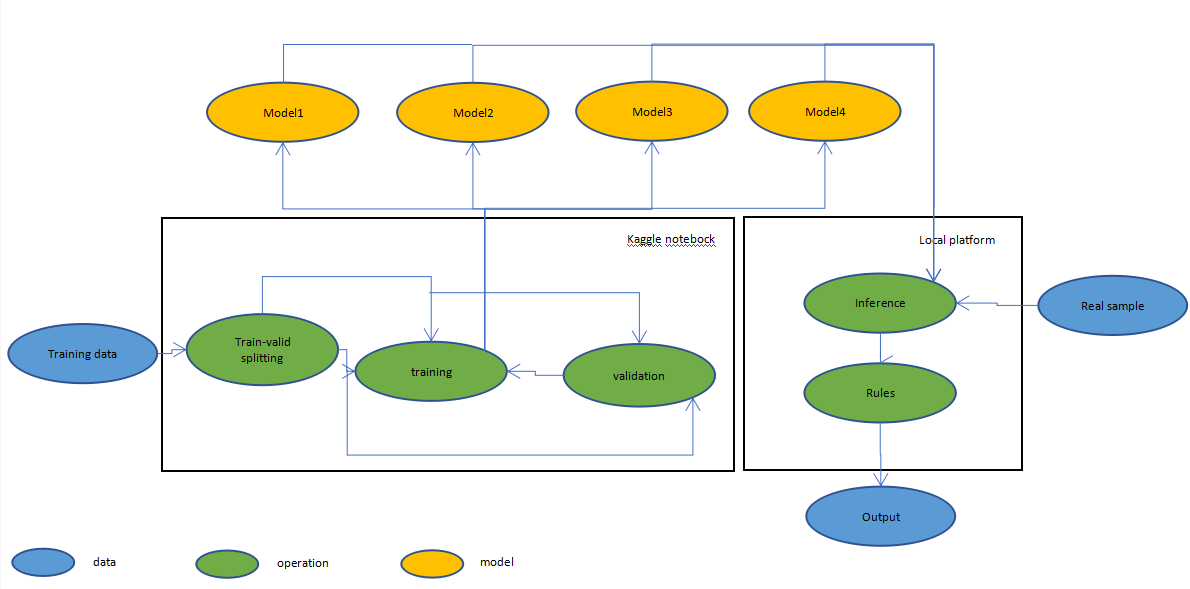 Model1
Model2
Model3
Model4
Kaggle notebock
Local platform
Training data
Train-valid
splitting
training
validation
Inference
Real sample
Rules
Output
data
operation
model